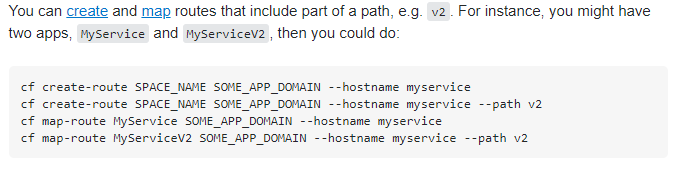 You can create and map routes that include part of a path, e.g. v2. For instance, you might have
two apps, MyService and MyServiceV2, then you could do:
cf create-route SPACE_NAME SOME_APP_DOMAIN --hostname myservice
cf create-route SPACE_NAME SOME_APP_DOMAIN --hostname myservice --path v2
cf map-route MyService SOME_APP_DOMAIN --hostname myservice
cf map-route MyServiceV2 SOME_APP_DOMAIN --hostname myservice --path v2